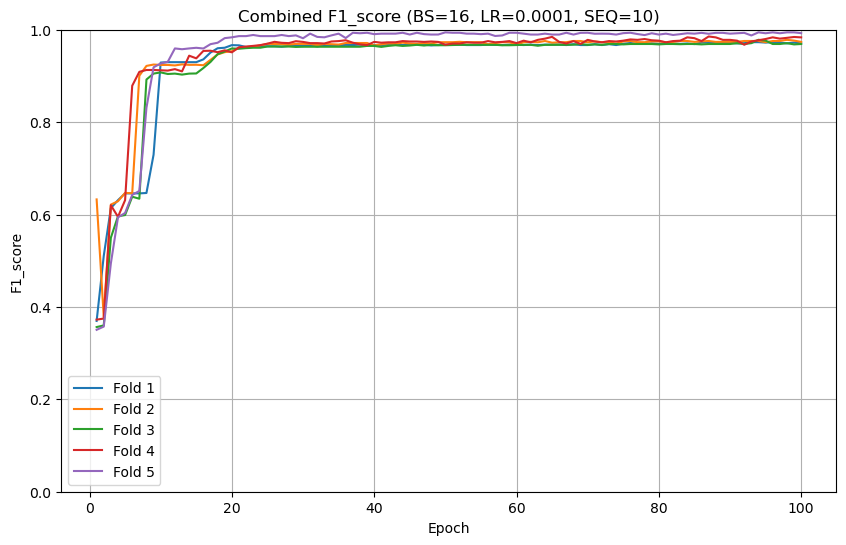 Combined F1_score (BS=16, LR=0.0001, SEQ=10)
F1_score
1.0
0.8
0.6
0.4
0.2
0.0
Fold 1
Fold 2
Fold 3
Fold 4
Fold 5
0 20 40 60 80 100
Epoch